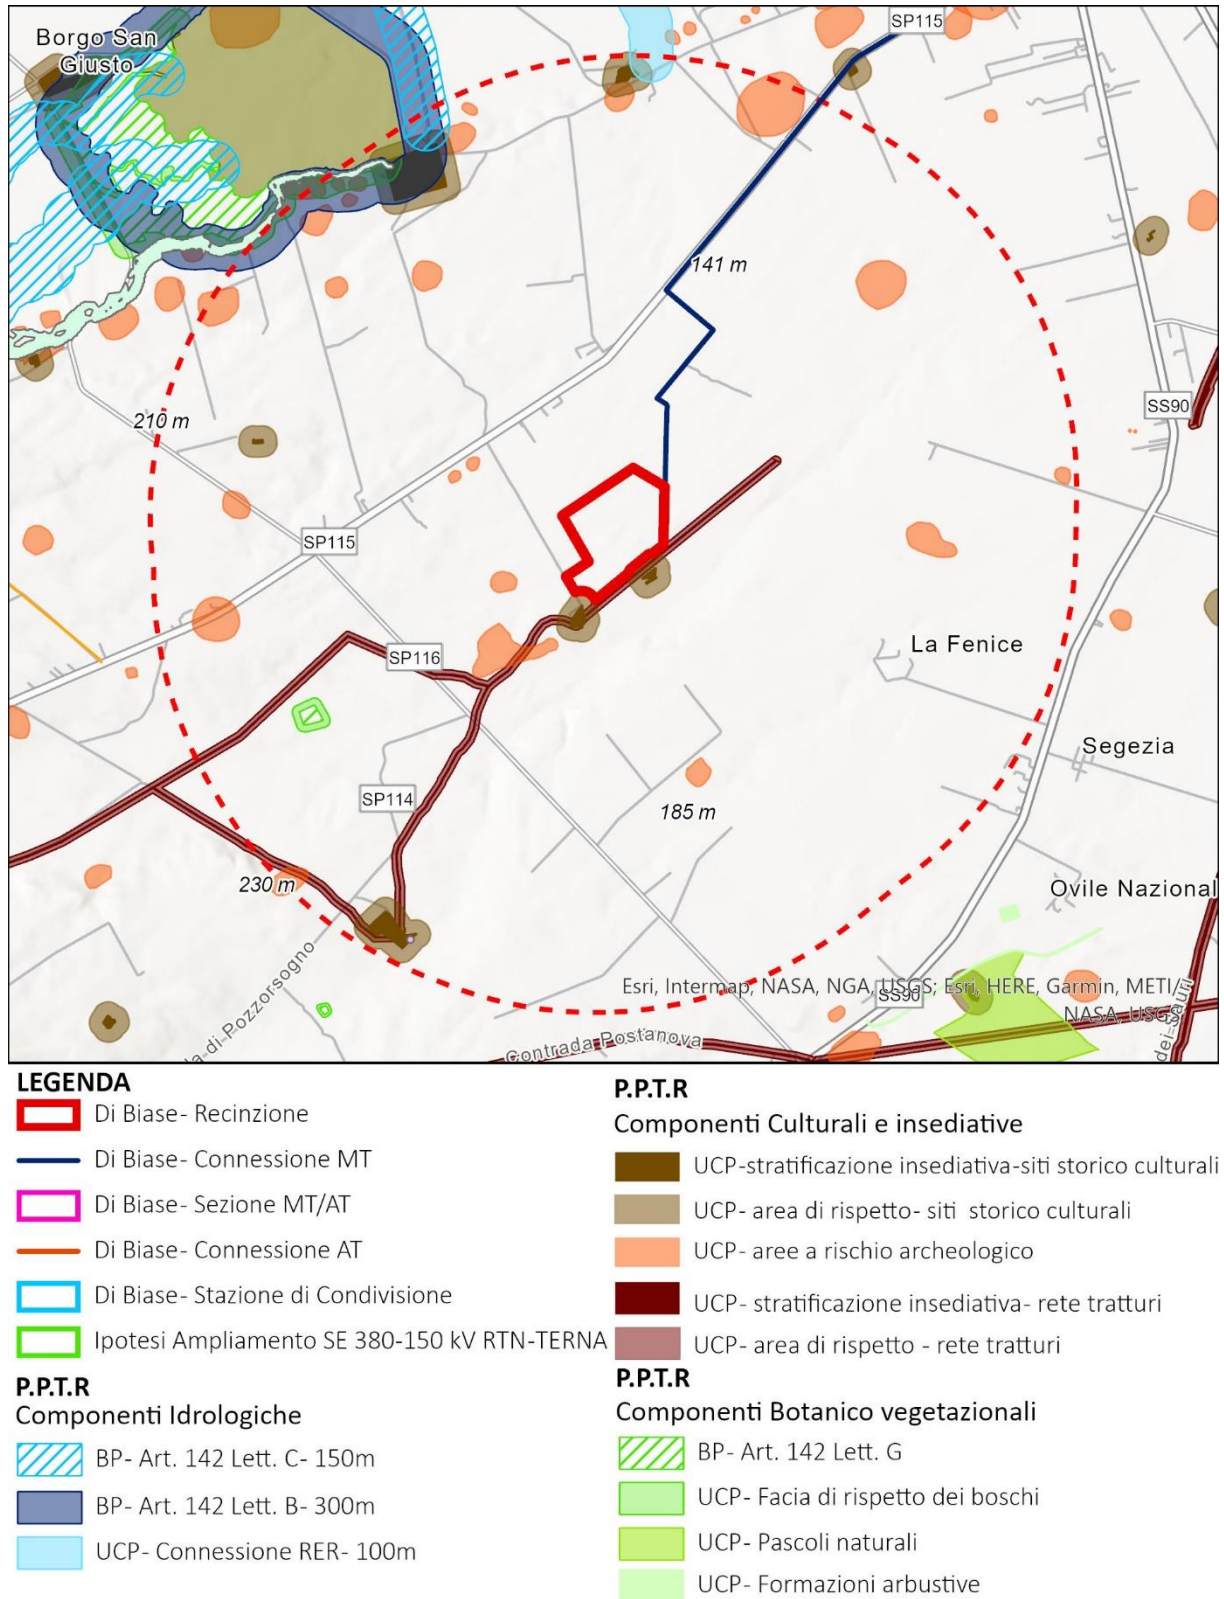 SP115
Borgo San
Giusto
141 m
SS90
210 m
SP115
SP116
La Fenice
Segezia
SP114
185 m
230 m
Ovile Nazional
Esri, Intermap, NASA, NGA, USGS; Esri, HERE, Garmin, METI/
NASA, USGS
SS90
la di Pozzorsogno
Contrada Postanova
dei Sauri
LEGENDA
Di Biase- Recinzione
Di Biase- Connessione MT
Di Biase- Sezione MT/AT
Di Biase- Connessione AT
Di Biase- Stazione di Condivisione
Ipotesi Ampliamento SE 380-150 kV RTN-TERNA
P.P.T.R
Componenti Idrologiche
BP- Art. 142 Lett. C- 150m
BP- Art. 142 Lett. B- 300m
UCP- Connessione RER- 100m
P.P.T.R
Componenti Culturali e insediative
UCP-stratificazione insediativa-siti storico culturali
UCP- area di rispetto- siti storico culturali
UCP- aree a rischio archeologico
UCP- stratificazione insediativa- rete tratturi
UCP- area di rispetto - rete tratturi
P.P.T.R
Componenti Botanico vegetazionali
BP- Art. 142 Lett. G
UCP- Facia di rispetto dei boschi
UCP- Pascoli naturali
UCP- Formazioni arbustive